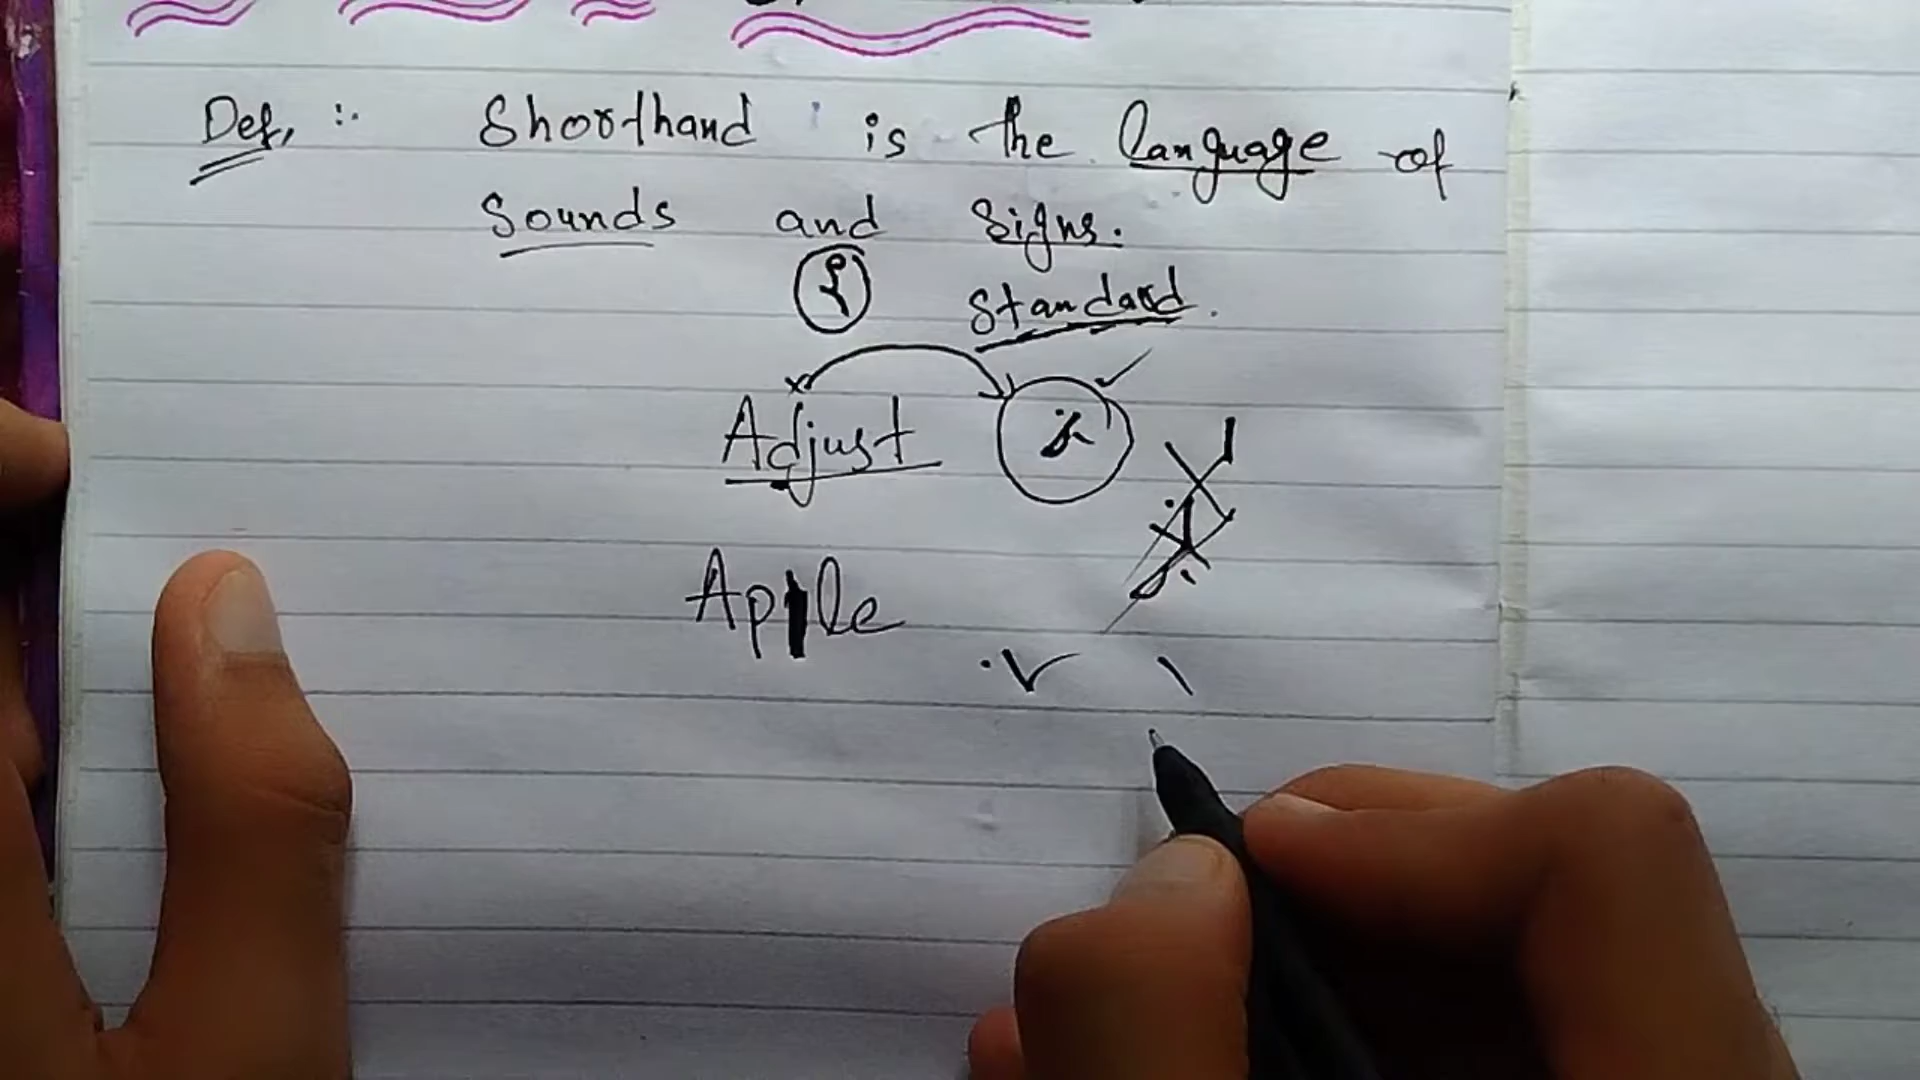 Def, :-
Shorthand is the language of
Sounds and Signs.
Standard.
Adjust
Apple